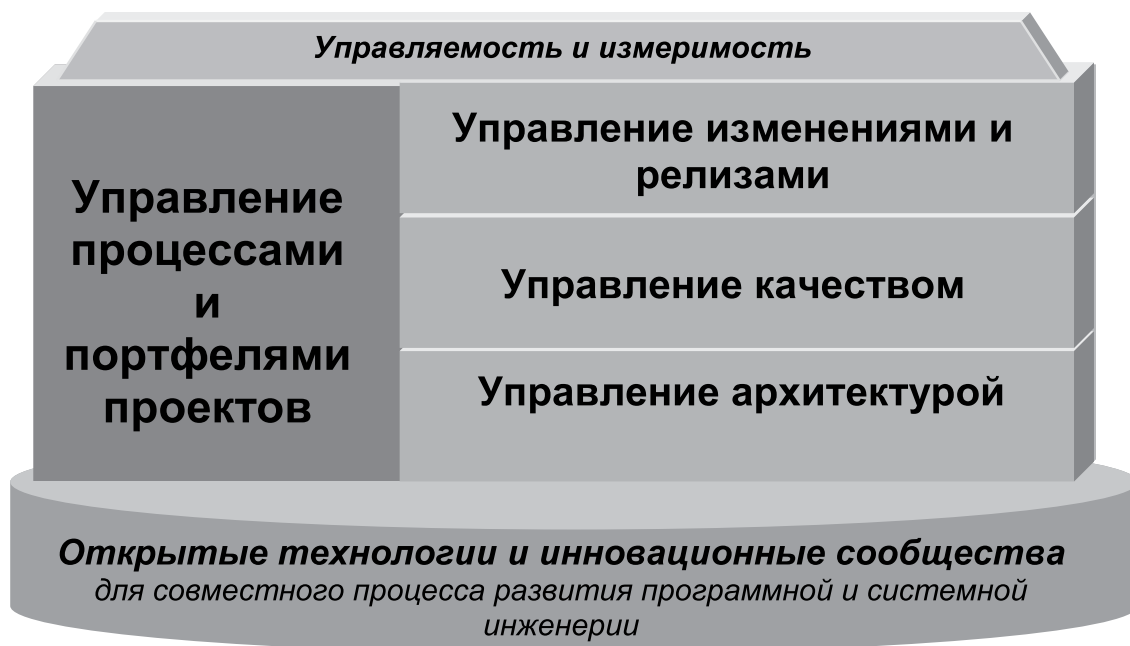 Управляемость и измеримость
Управление
процессами
и
портфелями
проектов
Управление изменениями и
релизами
Управление качеством
Управление архитектурой
Открытые технологии и инновационные сообщества
для совместного процесса развития программной и системной
инженерии